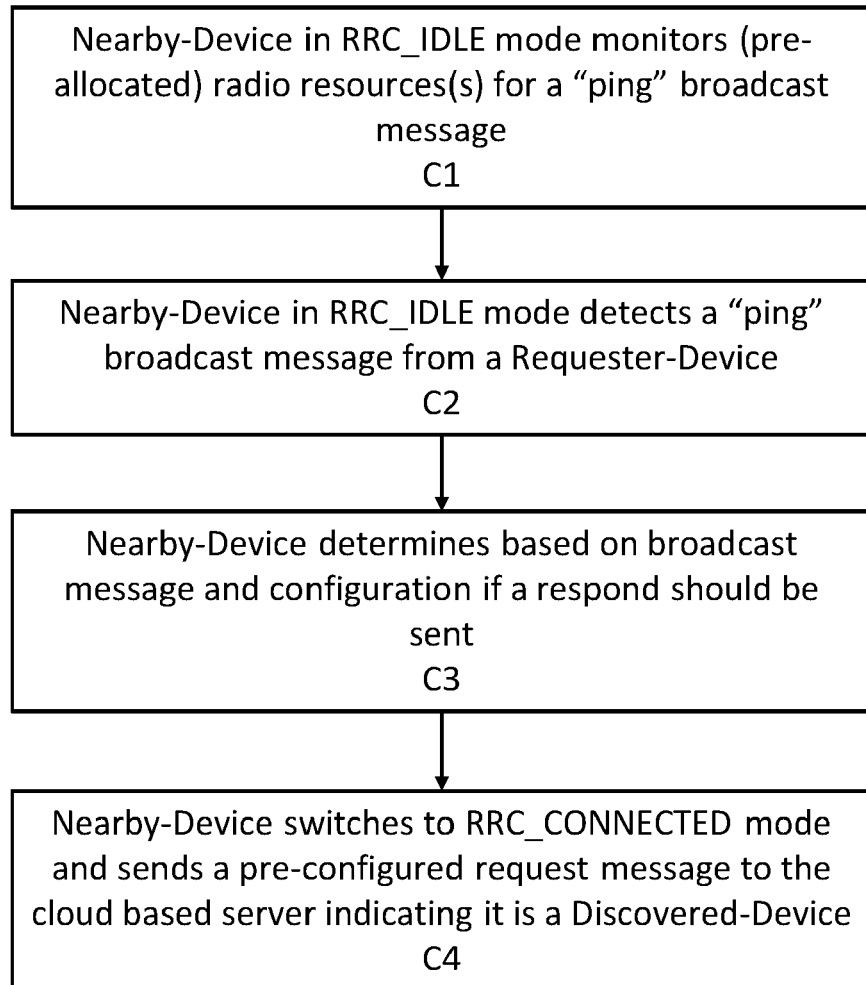 Nearby-Device in RRC_IDLE mode monitors (pre-
allocated) radio resources(s) for a “ping” broadcast
message
C1
Nearby-Device in RRC_IDLE mode detects a “ping”
broadcast message from a Requester-Device
C2
Nearby-Device determines based on broadcast
message and configuration if a respond should be
sent
C3
Nearby-Device switches to RRC_CONNECTED mode
and sends a pre-configured request message to the
cloud based server indicating it is a Discovered-Device
C4